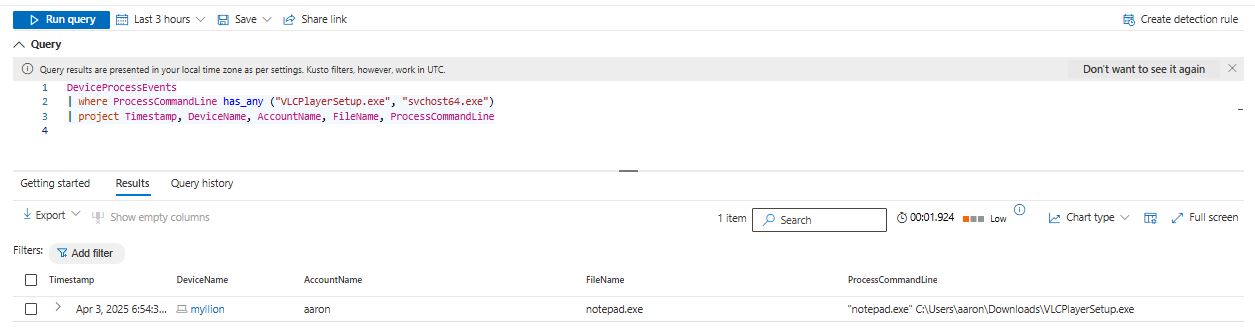 Run query Last 3 hours Save Share link Create detection rule
Query
Query results are presented in your local time zone as per settings. Kusto filters, however, work in UTC. Don't want to see it again
1 DeviceProcessEvents
2 | where ProcessCommandLine has_any ("VLCPlayerSetup.exe", "svchost64.exe")
3 | project Timestamp, DeviceName, AccountName, FileName, ProcessCommandLine
4
Getting started Results Query history
Export Show empty columns 1 item Search 00:01.924 Low Chart type Full screen
Filters: Add filter
Timestamp DeviceName AccountName FileName ProcessCommandLine
Apr 3, 2025 6:54:3... myllion aaron notepad.exe "notepad.exe" C:\Users\aaron\Downloads\VLCPlayerSetup.exe